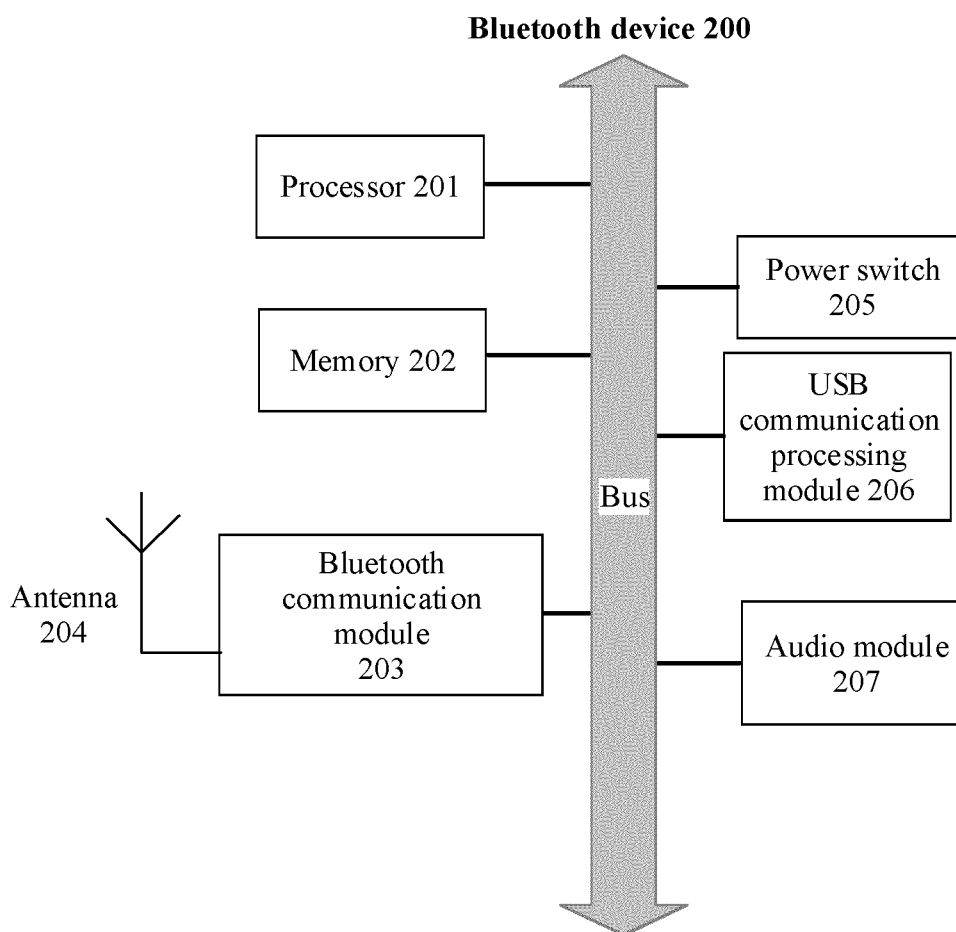 Bluetooth device 200
Processor 201
Power switch
205
Memory 202
USB
communication
processing
module 206
Bus
Bluetooth
communication
module
203
Antenna
204
Audio module
207